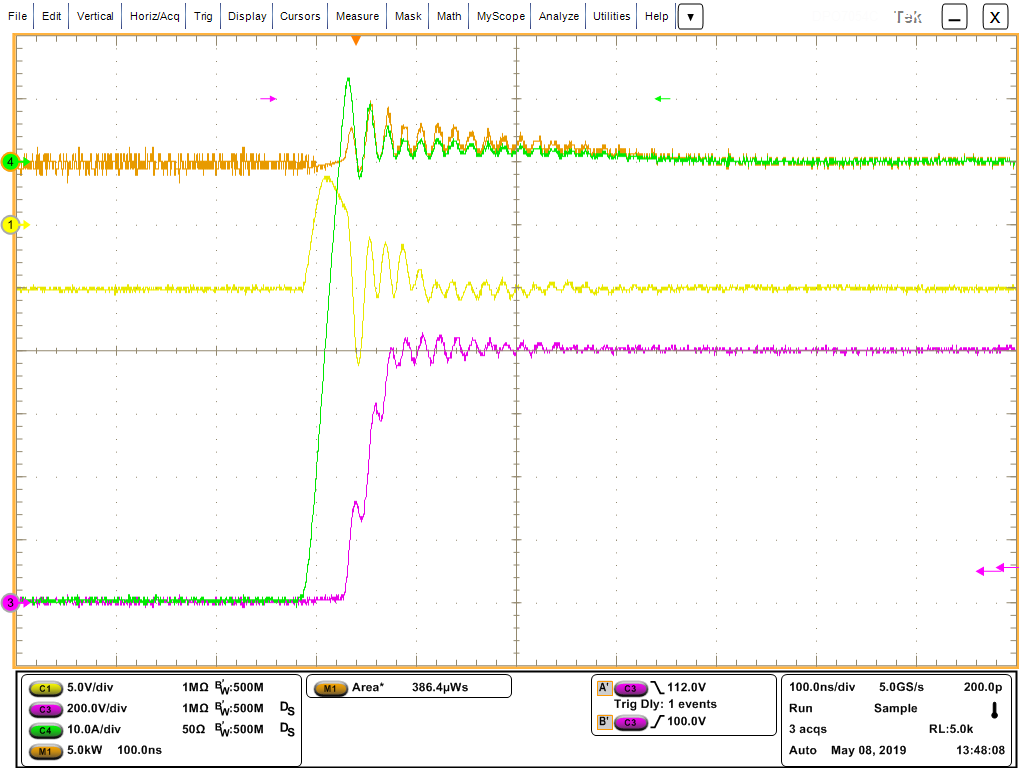 File Edit Vertical Horiz/Acq Trig Display Cursors Measure Mask Math MyScope Analyze Utilities Help ▼ Tek X
4
1
3
C1 5.0V/div 1MΩ BW:500M
C3 200.0V/div 1MΩ BW:500M DS
C4 10.0A/div 50Ω BW:500M DS
M1 5.0kW 100.0ns
M1 Area* 386.4µWs
A' C3 112.0V
Trig Dly: 1 events
B' C3 100.0V
100.0ns/div 5.0GS/s 200.0p
Run Sample
3 acqs RL:5.0k
Auto May 08, 2019 13:48:08